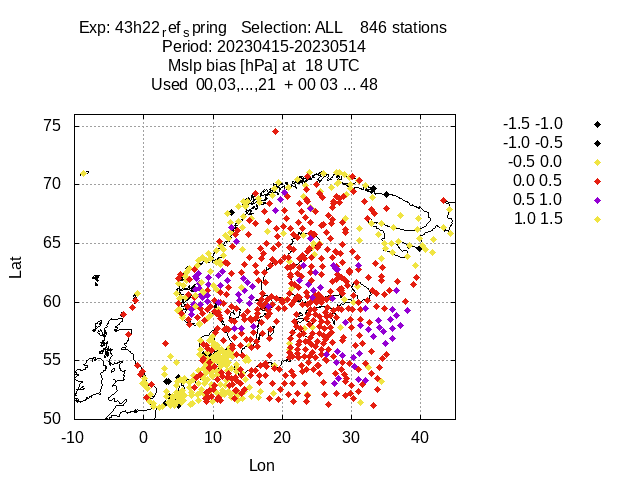 Exp: 43h22ref spring   Selection: ALL    846 stations
Period: 20230415-20230514
Mslp bias [hPa] at  18 UTC
Used  00,03,...,21  + 00 03 ... 48
-1.5 -1.0
-1.0 -0.5
-0.5 0.0
0.0 0.5
0.5 1.0
1.0 1.5
75
70
65
60
55
50
Lat
-10 0 10 20 30 40
Lon